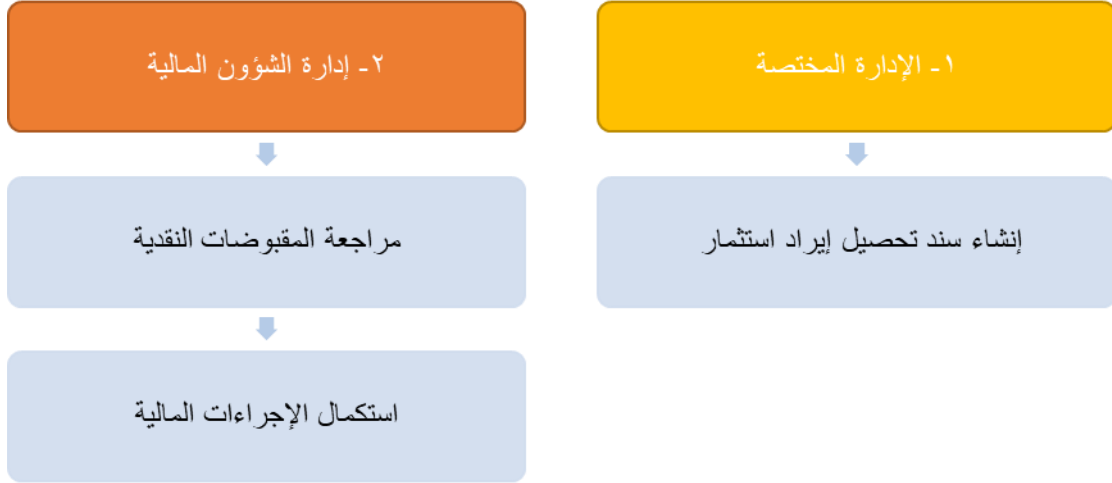 ١- الإدارة المختصة
إنشاء سند تحصيل إيراد استثمار
٢- إدارة الشؤون المالية
مراجعة المقبوضات النقدية
استكمال الإجراءات المالية